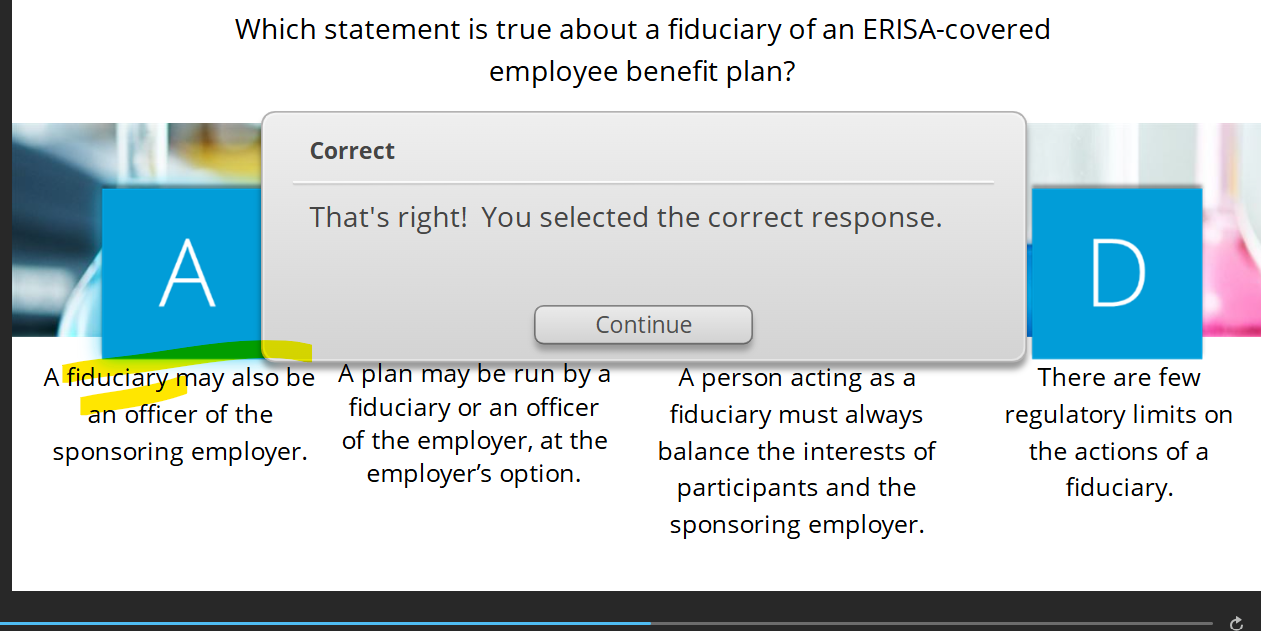 Which statement is true about a fiduciary of an ERISA-covered
employee benefit plan?
Correct
That's right!  You selected the correct response.
Continue
A
D
A fiduciary may also be
an officer of the
sponsoring employer.
A plan may be run by a
fiduciary or an officer
of the employer, at the
employer’s option.
A person acting as a
fiduciary must always
balance the interests of
participants and the
sponsoring employer.
There are few
regulatory limits on
the actions of a
fiduciary.